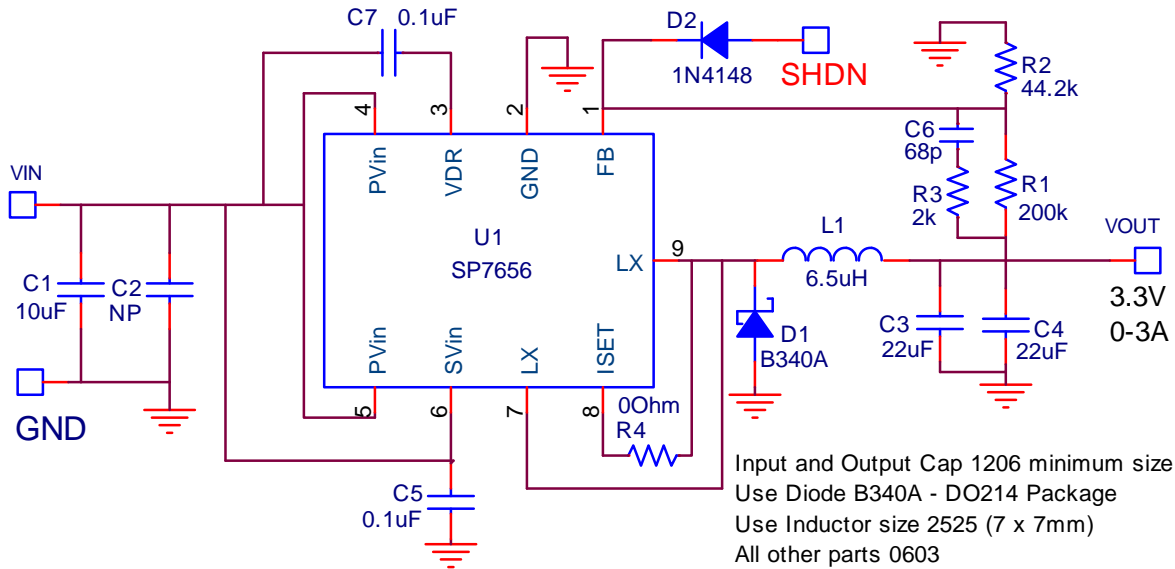 C7
0.1uF
D2
1N4148
SHDN
R2
44.2k
4
3
2
1
PVin
VDR
GND
FB
C6
68p
R3
2k
R1
200k
VIN
U1
SP7656
LX
9
L1
6.5uH
VOUT
3.3V
0-3A
C1
10uF
C2
NP
D1
B340A
C3
22uF
C4
22uF
PVin
SVin
LX
ISET
GND
5
6
7
8
0Ohm
R4
C5
0.1uF
Input and Output Cap 1206 minimum size
Use Diode B340A - DO214 Package
Use Inductor size 2525 (7 x 7mm)
All other parts 0603